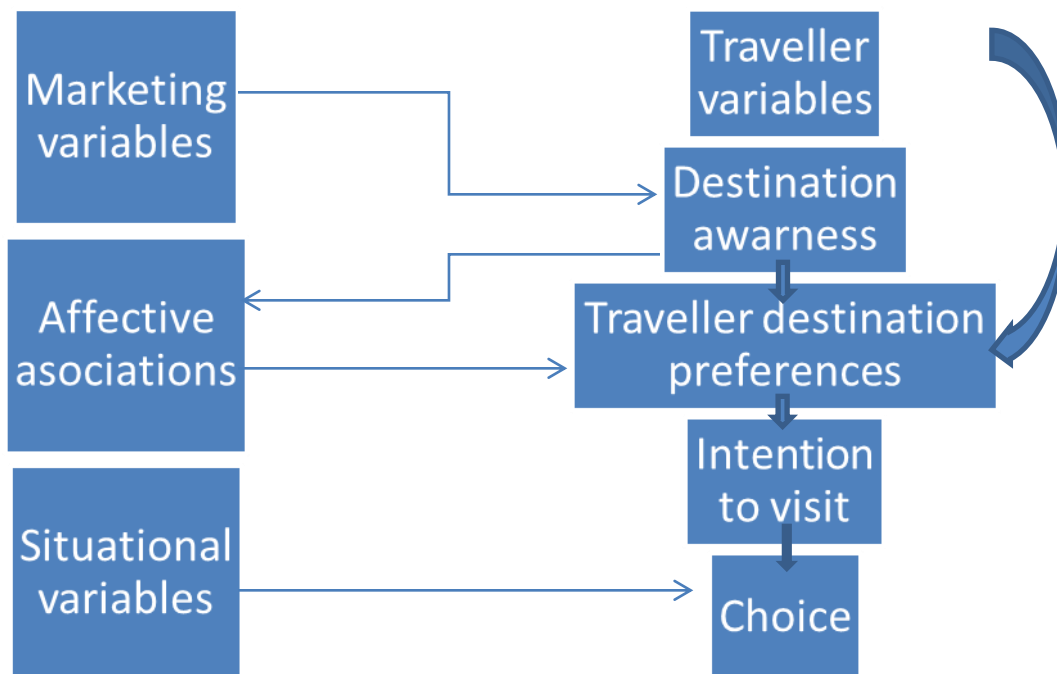 Marketing
variables
Traveller
variables
Destination
awarness
Affective
asociations
Traveller destination
preferences
Intention
to visit
Situational
variables
Choice